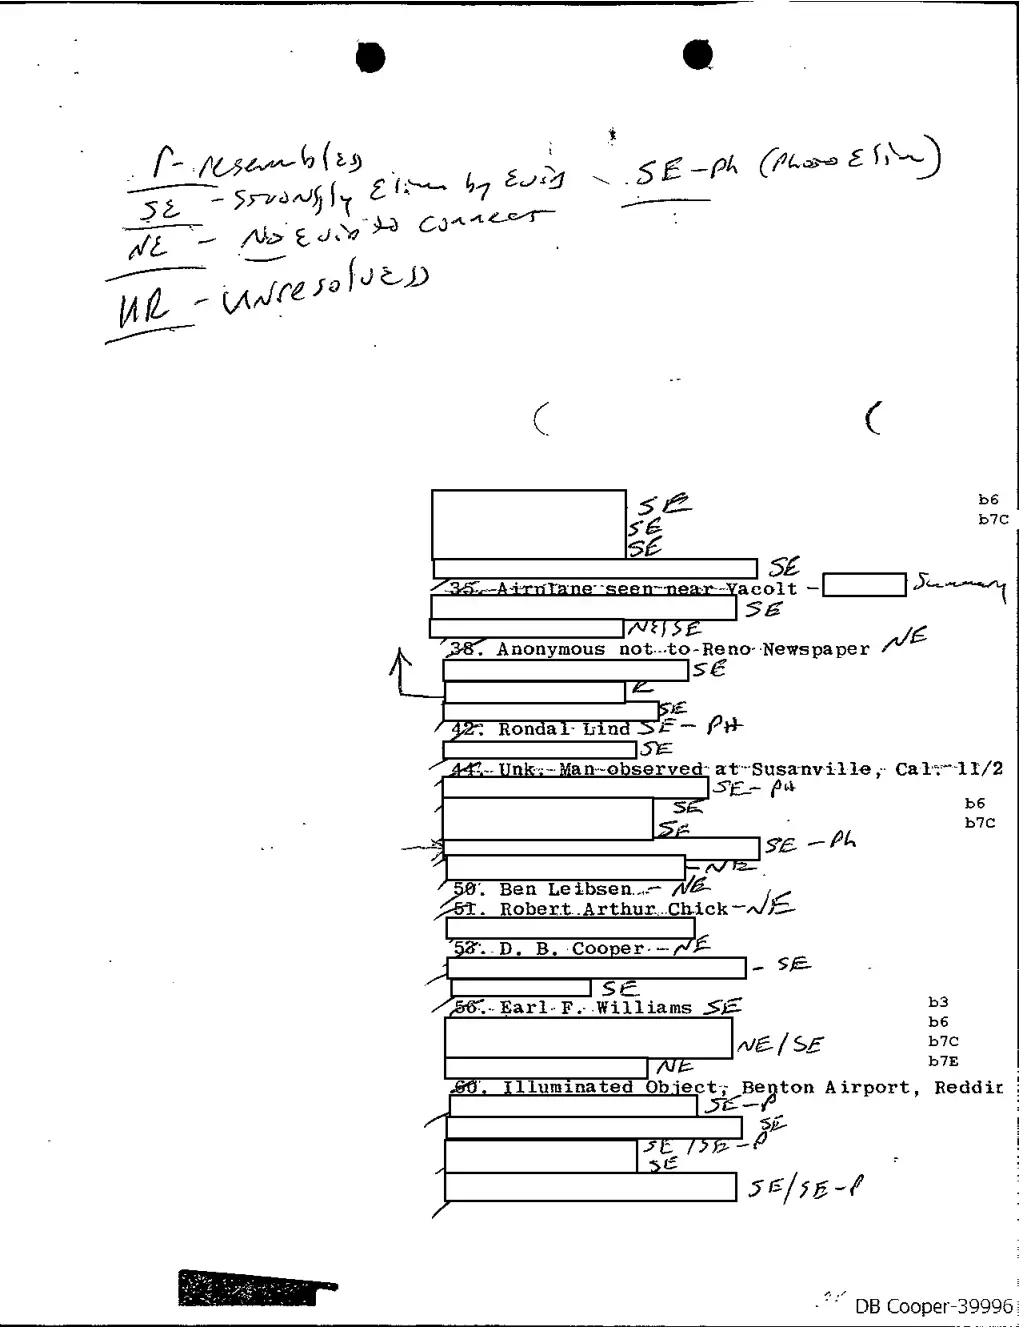 r - resembles
SE - Strongly Elim by Evid SE-Ph (Photo Elim)
NE - No Evid to Connect
UR - Unresolved
SE b6
SE b7C
SE
SE
35. Airplane seen near Yacolt - Summary
SE
NE/SE
38. Anonymous not to Reno Newspaper NE
SE
SE
42. Rondal Lind SE - PH
SE
44. Unk. Man observed at Susanville, Cal. 11/2
SE - PH
SE b6
SE b7C
SE - Ph
- NE
50. Ben Leibsen - NE
51. Robert Arthur Chick - NE
53. D. B. Cooper - NE
- SE
SE
56. Earl F. Williams SE b3
b6
NE/SE b7C
NE b7E
60. Illuminated Object, Benton Airport, Reddin
SE-P
SE
SE/SE-P
SE
SE/SE-P
DB Cooper-39996